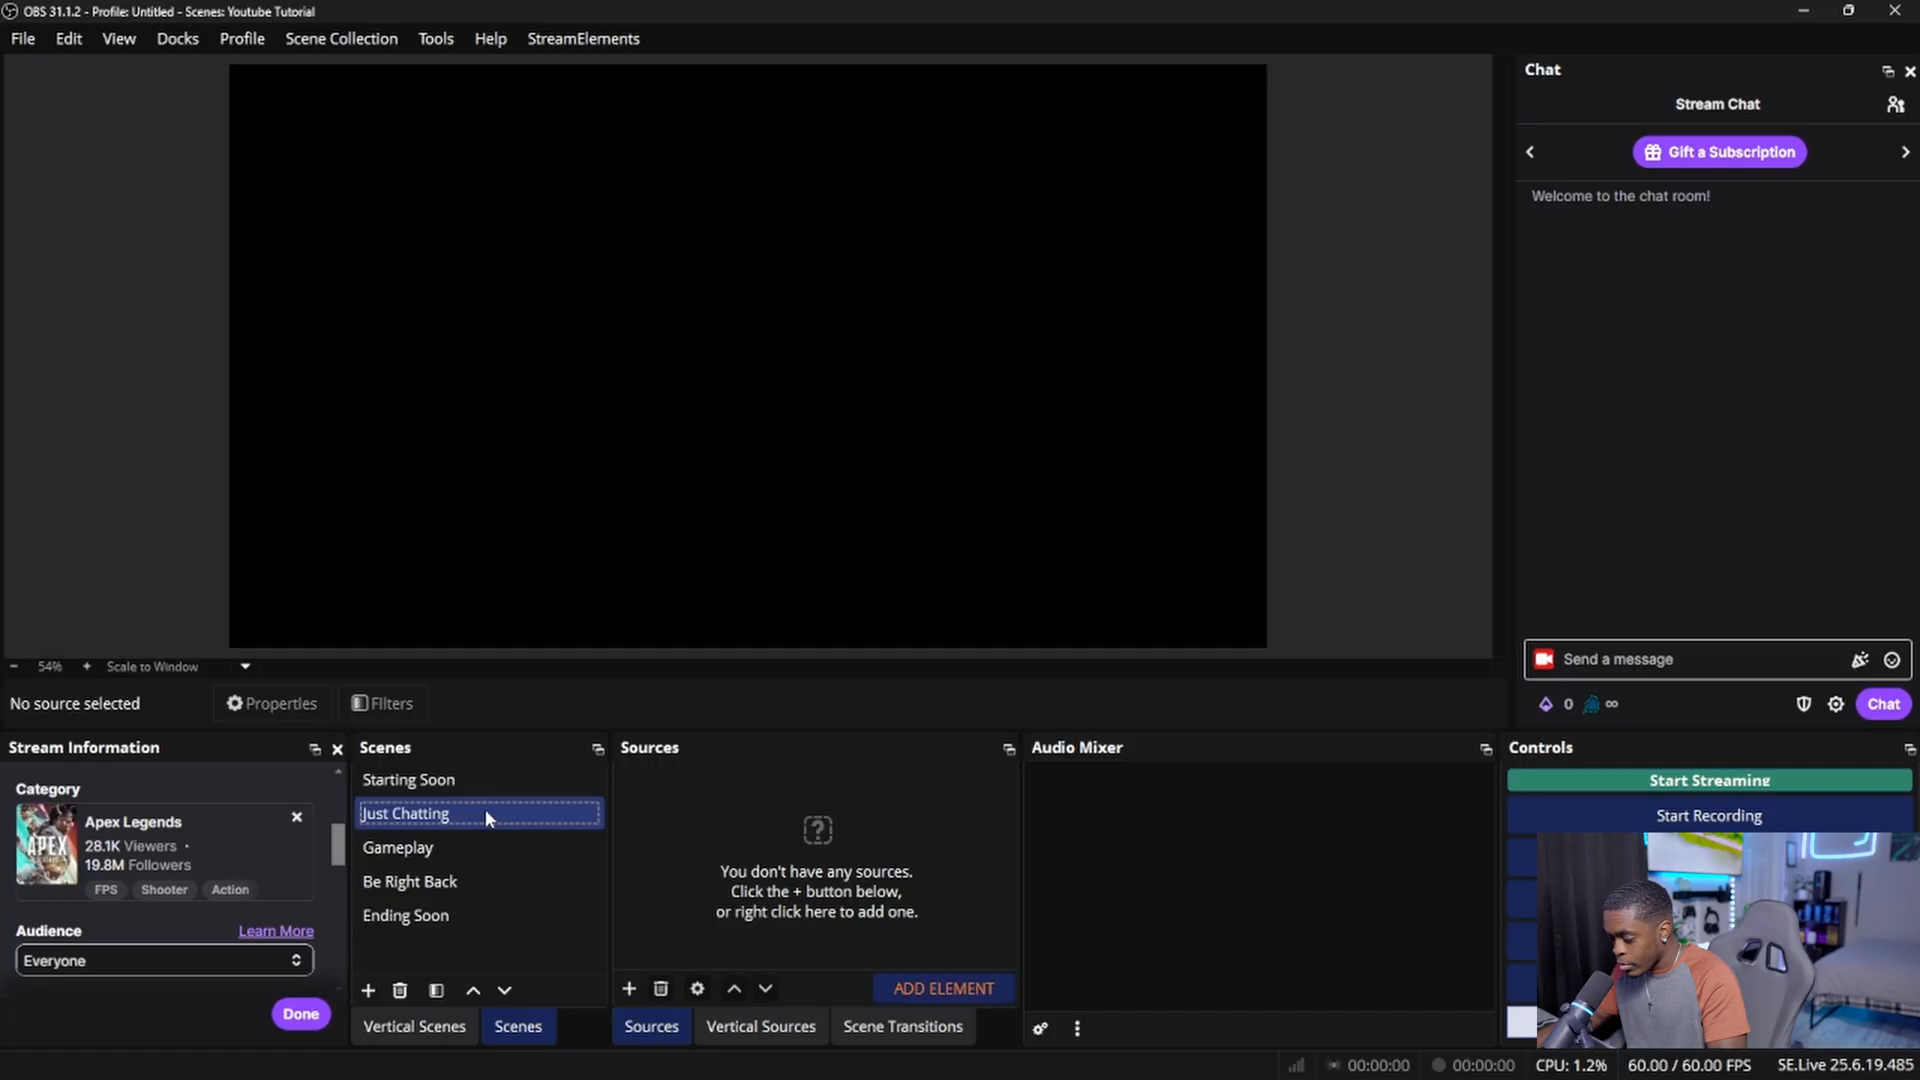 OBS 31.1.2 - Profile: Untitled - Scenes: Youtube Tutorial
File Edit View Docks Profile Scene Collection Tools Help StreamElements
Chat
Stream Chat
Gift a Subscription
Welcome to the chat room!
Send a message
0 ∞ Chat
54% Scale to Window
No source selected Properties Filters
Stream Information
Category
Apex Legends
28.1K Viewers •
19.8M Followers
FPS Shooter Action
Audience Learn More
Everyone
Done
Scenes
Starting Soon
Just Chatting
Gameplay
Be Right Back
Ending Soon
Vertical Scenes Scenes
Sources
You don't have any sources.
Click the + button below,
or right click here to add one.
ADD ELEMENT
Sources Vertical Sources Scene Transitions
Audio Mixer
Controls
Start Streaming
Start Recording
00:00:00 00:00:00 CPU: 1.2% 60.00 / 60.00 FPS SE.Live 25.6.19.485